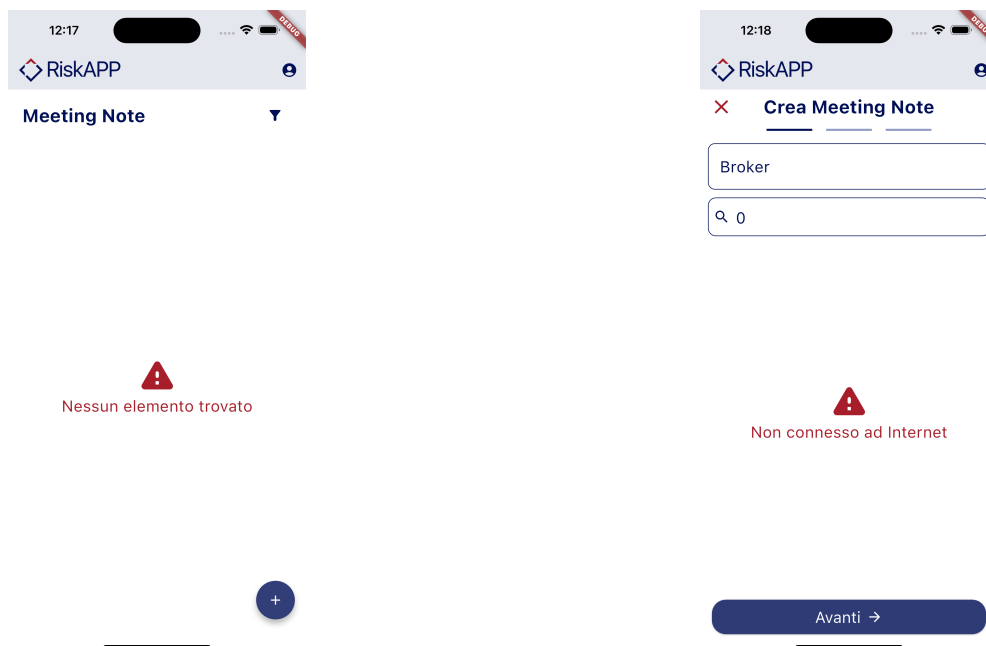 12:17
DEBUG
RiskAPP
Meeting Note
Nessun elemento trovato
+
12:18
DEBUG
RiskAPP
Crea Meeting Note
Broker
0
Non connesso ad Internet
Avanti →